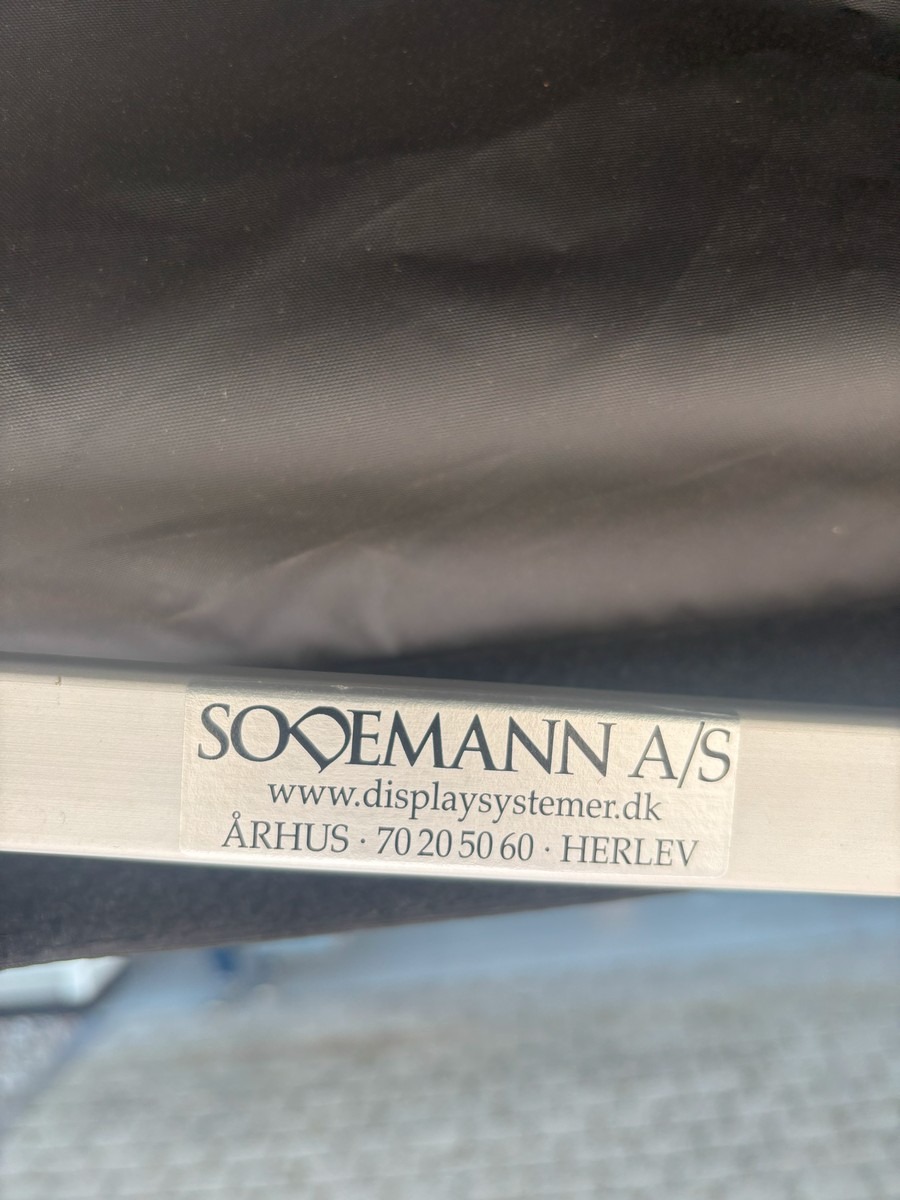 SODEMANN A/S
www.displaysystemer.dk
ÅRHUS · 70 20 50 60 · HERLEV